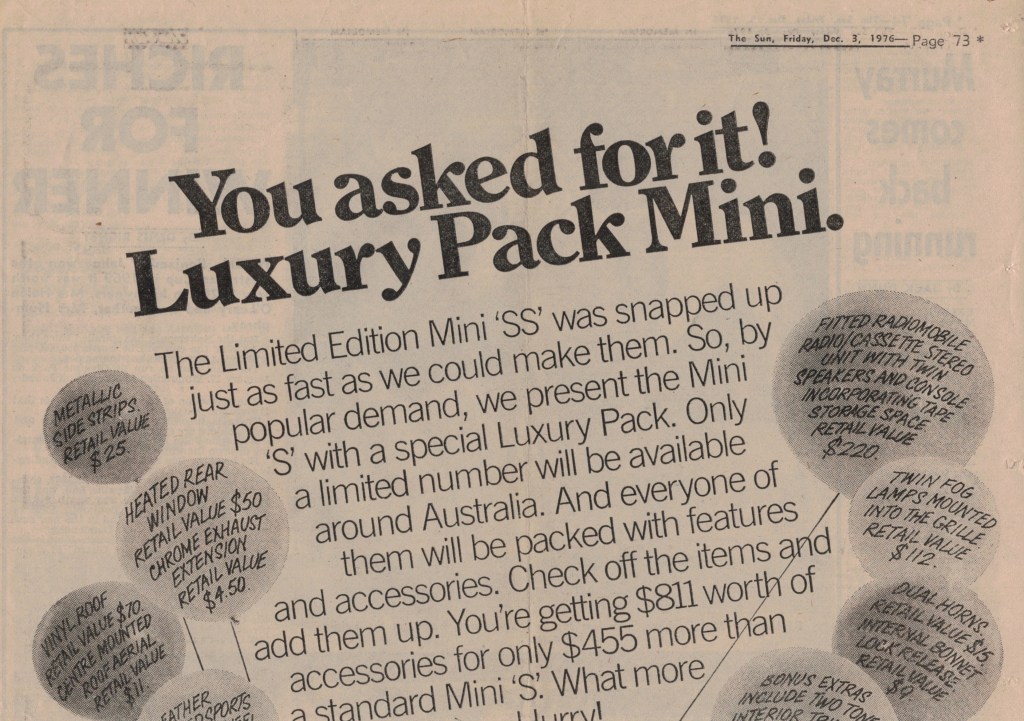 The Sun, Friday, Dec. 3, 1976—Page 73 *
You asked for it!
Luxury Pack Mini.
The Limited Edition Mini ‘SS’ was snapped up
just as fast as we could make them. So, by
popular demand, we present the Mini
‘S’ with a special Luxury Pack. Only
a limited number will be available
around Australia. And everyone of
them will be packed with features
and accessories. Check off the items and
add them up. You're getting $811 worth of
accessories for only $455 more than
a standard Mini ‘S’. What more
Hurry!
METALLIC
SIDE STRIPS.
RETAIL VALUE
$25.
HEATED REAR
WINDOW
RETAIL VALUE $50
CHROME EXHAUST
EXTENSION
RETAIL VALUE
$4.50.
VINYL ROOF
RETAIL VALUE $70.
CENTRE MOUNTED
ROOF AERIAL
RETAIL VALUE
$11.
FITTED RADIOMOBILE
RADIO/CASSETTE STEREO
UNIT WITH TWIN
SPEAKERS AND CONSOLE
INCORPORATING TAPE
STORAGE SPACE
RETAIL VALUE
$220.
TWIN FOG
LAMPS MOUNTED
INTO THE GRILLE
RETAIL VALUE
$112.
DUAL HORNS
RETAIL VALUE $15
INTERNAL BONNET
LOCK RELEASE.
RETAIL VALUE
$9
BONUS EXTRAS
INCLUDE TWO TONE
INTERIOR
RICHES
FOR
WINNER
Murray
comes
back
running